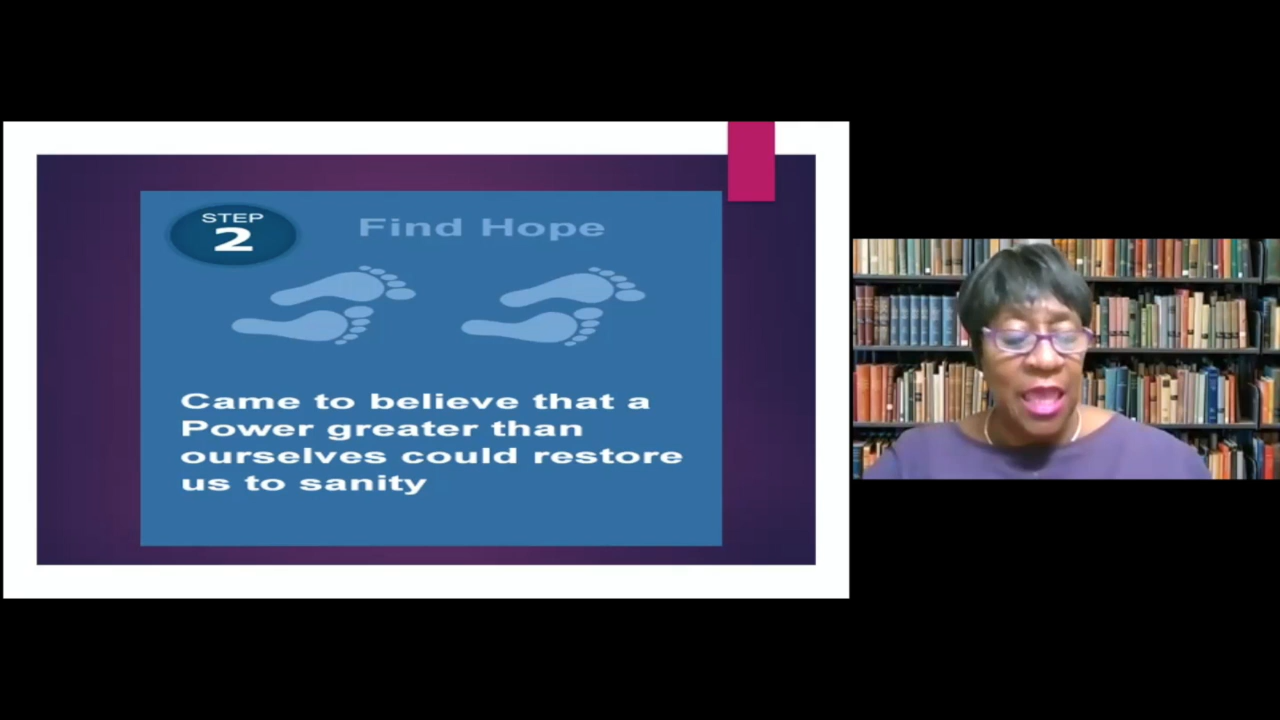 STEP
2
Find Hope
Came to believe that a
Power greater than
ourselves could restore
us to sanity